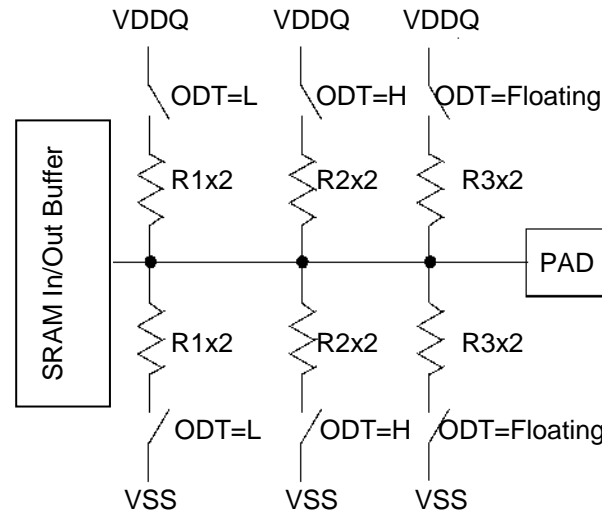 VDDQ VDDQ VDDQ
ODT=L ODT=H ODT=Floating
R1x2 R2x2 R3x2
SRAM In/Out Buffer
PAD
R1x2 R2x2 R3x2
ODT=L ODT=H ODT=Floating
VSS VSS VSS